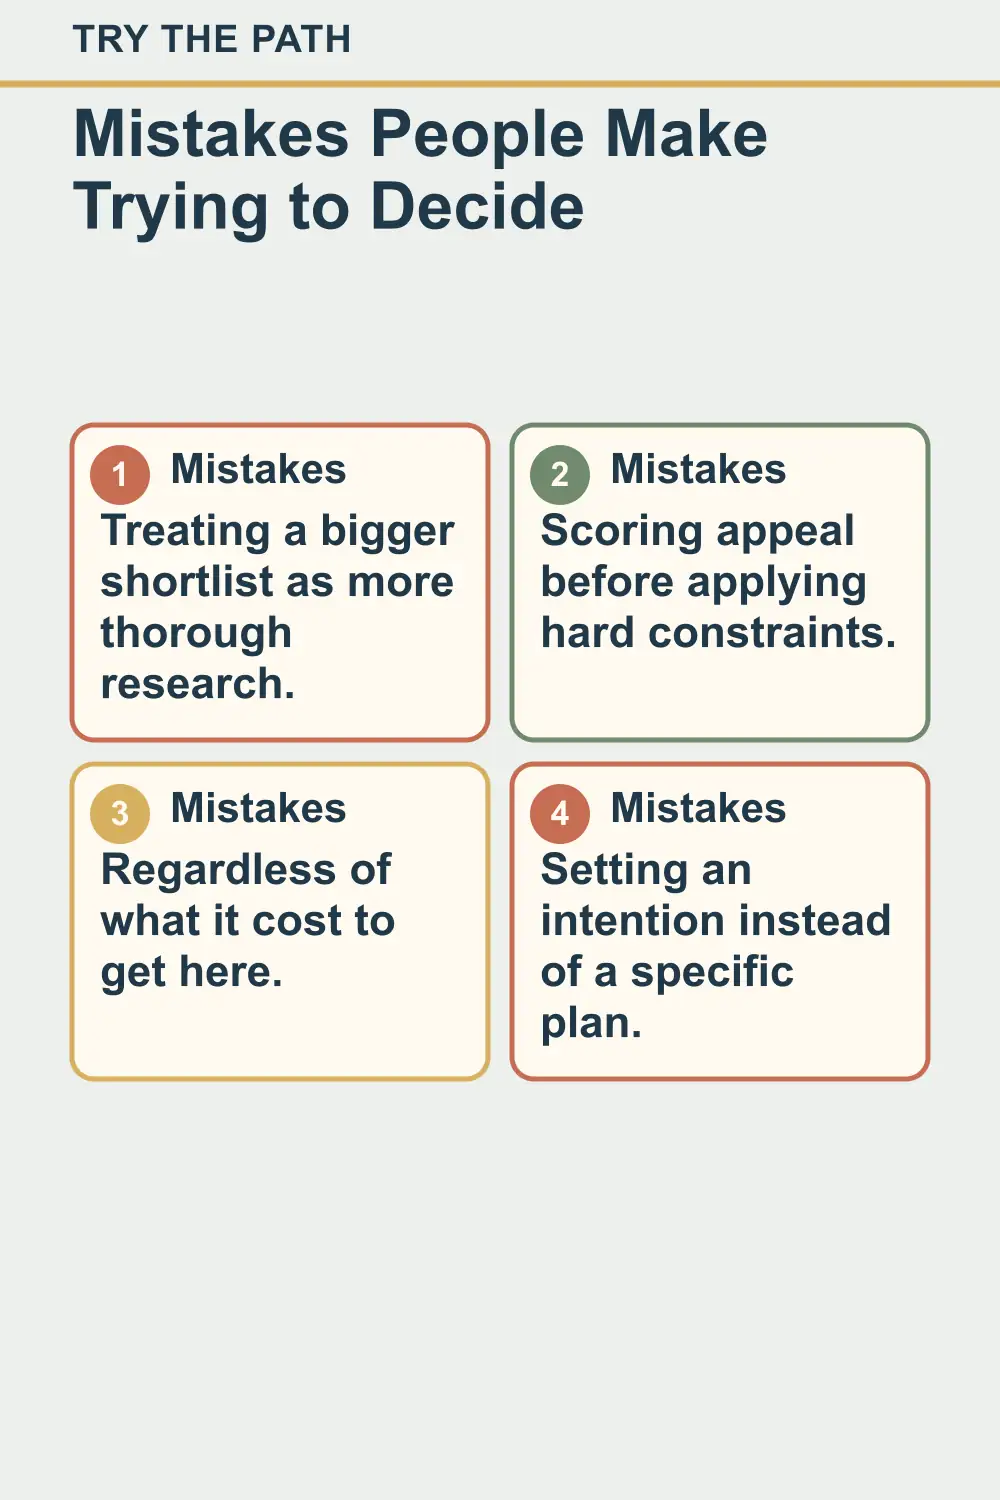 TRY THE PATH
Mistakes People Make
Trying to Decide
1 Mistakes
Treating a bigger
shortlist as more
thorough
research.
2 Mistakes
Scoring appeal
before applying
hard constraints.
3 Mistakes
Regardless of
what it cost to
get here.
4 Mistakes
Setting an
intention instead
of a specific
plan.